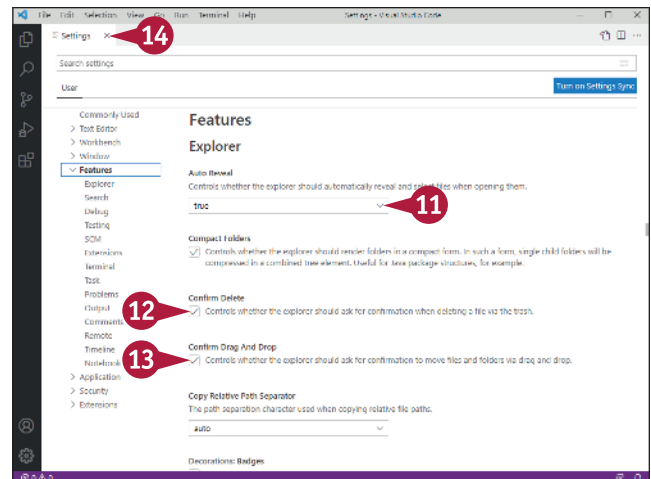 File Edit Selection View Go Run Terminal Help
Settings - Visual Studio Code
Settings
14
Search settings
User
Turn on Settings Sync
Commonly Used
Text Editor
Workbench
Window
Features
Explorer
Search
Debug
Testing
SCM
Extensions
Terminal
Task
Problems
Output
Comments
Remote
Timeline
Notebook
Application
Security
Extensions
Features
Explorer
Auto Reveal
Controls whether the explorer should automatically reveal and select files when opening them.
true
11
Compact Folders
Controls whether the explorer should render folders in a compact form. In such a form, single child folders will be
compressed in a combined tree element. Useful for Java package structures, for example.
Confirm Delete
12
Controls whether the explorer should ask for confirmation when deleting a file via the trash.
Confirm Drag And Drop
13
Controls whether the explorer should ask for confirmation to move files and folders via drag and drop.
Copy Relative Path Separator
The path separation character used when copying relative file paths.
auto
Decorations: Badges
0 0